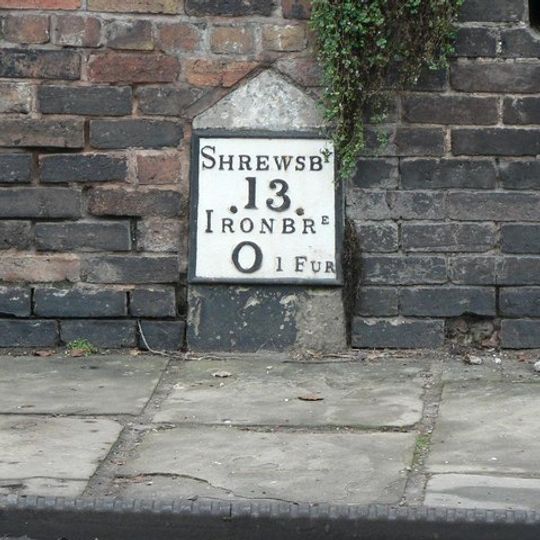 SHREWSBY
.13.
IRONBRE
0 1 FUR